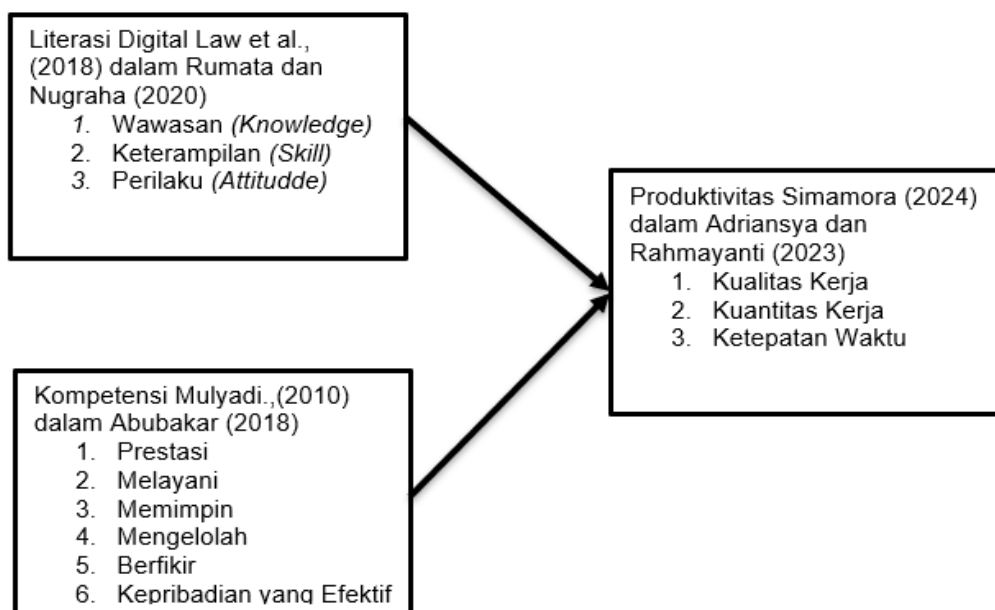 Literasi Digital Law et al.,
(2018) dalam Rumata dan
Nugraha (2020)
1. Wawasan (Knowledge)
2. Keterampilan (Skill)
3. Perilaku (Attitudde)
Produktivitas Simamora (2024)
dalam Adriansya dan
Rahmayanti (2023)
1. Kualitas Kerja
2. Kuantitas Kerja
3. Ketepatan Waktu
Kompetensi Mulyadi.,(2010)
dalam Abubakar (2018)
1. Prestasi
2. Melayani
3. Memimpin
4. Mengelolah
5. Berfikir
6. Kepribadian yang Efektif